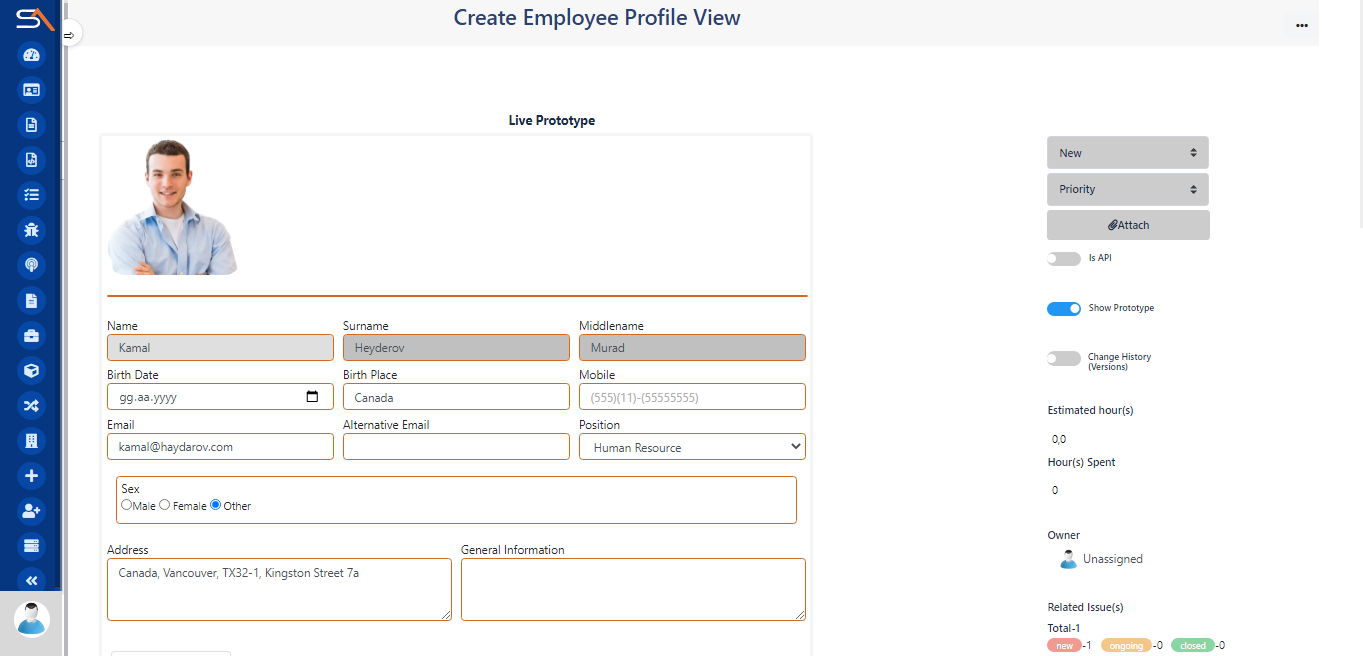 Create Employee Profile View
Live Prototype
Name Surname Middlename
Kamal Heyderov Murad
Birth Date Birth Place Mobile
gg.aa.yyyy Canada (555)(11)-(55555555)
Email Alternative Email Position
kamal@haydarov.com Human Resource
Sex
Male Female Other
Address General Information
Canada, Vancouver, TX32-1, Kingston Street 7a
New
Priority
Attach
Is API
Show Prototype
Change History
(Versions)
Estimated hour(s)
0,0
Hour(s) Spent
0
Owner
Unassigned
Related Issue(s)
Total-1
new -1 ongoing -0 closed -0